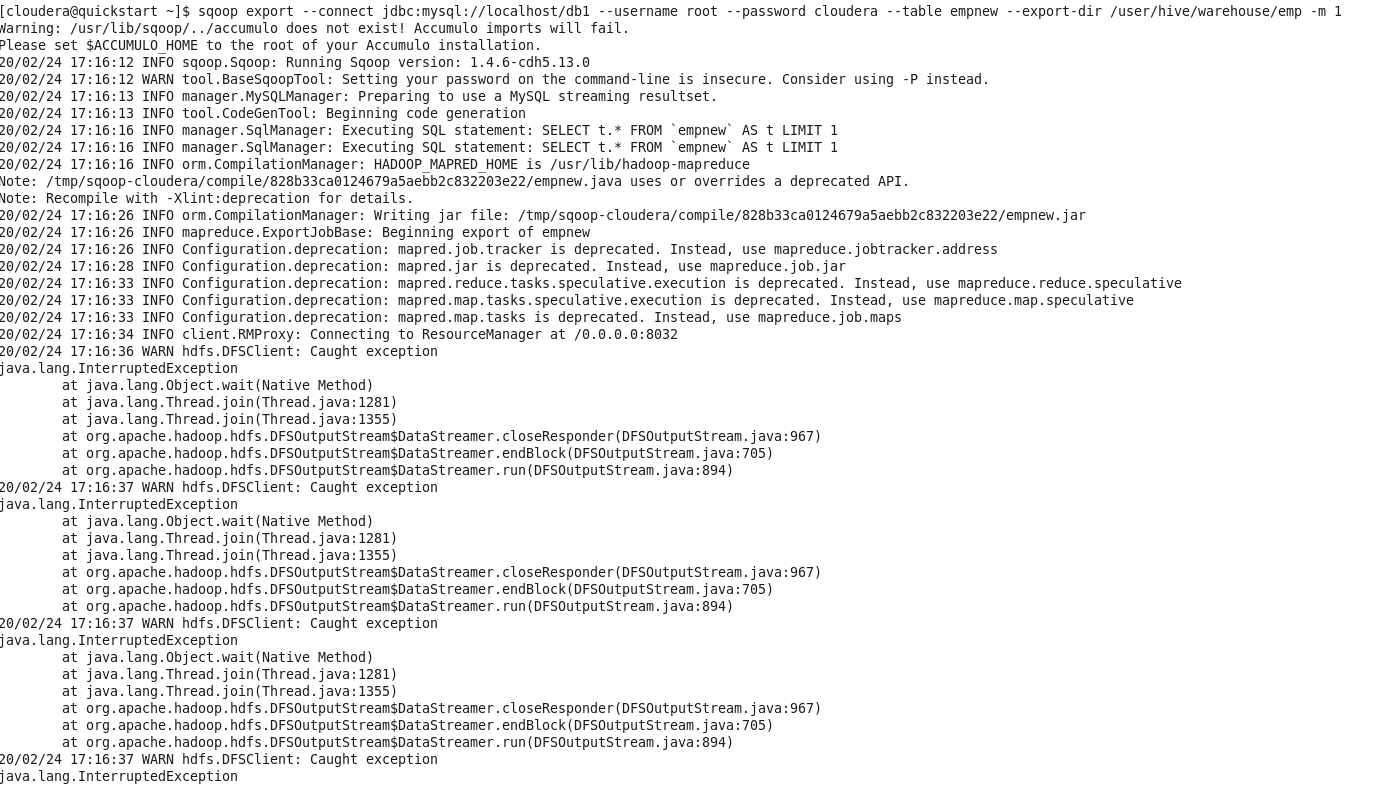 [cloudera@quickstart ~]$ sqoop export --connect jdbc:mysql://localhost/db1 --username root --password cloudera --table empnew --export-dir /user/hive/warehouse/emp -m 1
Warning: /usr/lib/sqoop/../accumulo does not exist! Accumulo imports will fail.
Please set $ACCUMULO_HOME to the root of your Accumulo installation.
20/02/24 17:16:12 INFO sqoop.Sqoop: Running Sqoop version: 1.4.6-cdh5.13.0
20/02/24 17:16:12 WARN tool.BaseSqoopTool: Setting your password on the command-line is insecure. Consider using -P instead.
20/02/24 17:16:13 INFO manager.MySQLManager: Preparing to use a MySQL streaming resultset.
20/02/24 17:16:13 INFO tool.CodeGenTool: Beginning code generation
20/02/24 17:16:16 INFO manager.SqlManager: Executing SQL statement: SELECT t.* FROM `empnew` AS t LIMIT 1
20/02/24 17:16:16 INFO manager.SqlManager: Executing SQL statement: SELECT t.* FROM `empnew` AS t LIMIT 1
20/02/24 17:16:16 INFO orm.CompilationManager: HADOOP_MAPRED_HOME is /usr/lib/hadoop-mapreduce
Note: /tmp/sqoop-cloudera/compile/828b33ca0124679a5aebb2c832203e22/empnew.java uses or overrides a deprecated API.
Note: Recompile with -Xlint:deprecation for details.
20/02/24 17:16:26 INFO orm.CompilationManager: Writing jar file: /tmp/sqoop-cloudera/compile/828b33ca0124679a5aebb2c832203e22/empnew.jar
20/02/24 17:16:26 INFO mapreduce.ExportJobBase: Beginning export of empnew
20/02/24 17:16:26 INFO Configuration.deprecation: mapred.job.tracker is deprecated. Instead, use mapreduce.jobtracker.address
20/02/24 17:16:28 INFO Configuration.deprecation: mapred.jar is deprecated. Instead, use mapreduce.job.jar
20/02/24 17:16:33 INFO Configuration.deprecation: mapred.reduce.tasks.speculative.execution is deprecated. Instead, use mapreduce.reduce.speculative
20/02/24 17:16:33 INFO Configuration.deprecation: mapred.map.tasks.speculative.execution is deprecated. Instead, use mapreduce.map.speculative
20/02/24 17:16:33 INFO Configuration.deprecation: mapred.map.tasks is deprecated. Instead, use mapreduce.job.maps
20/02/24 17:16:34 INFO client.RMProxy: Connecting to ResourceManager at /0.0.0.0:8032
20/02/24 17:16:36 WARN hdfs.DFSClient: Caught exception
java.lang.InterruptedException
at java.lang.Object.wait(Native Method)
at java.lang.Thread.join(Thread.java:1281)
at java.lang.Thread.join(Thread.java:1355)
at org.apache.hadoop.hdfs.DFSOutputStream$DataStreamer.closeResponder(DFSOutputStream.java:967)
at org.apache.hadoop.hdfs.DFSOutputStream$DataStreamer.endBlock(DFSOutputStream.java:705)
at org.apache.hadoop.hdfs.DFSOutputStream$DataStreamer.run(DFSOutputStream.java:894)
20/02/24 17:16:37 WARN hdfs.DFSClient: Caught exception
java.lang.InterruptedException
at java.lang.Object.wait(Native Method)
at java.lang.Thread.join(Thread.java:1281)
at java.lang.Thread.join(Thread.java:1355)
at org.apache.hadoop.hdfs.DFSOutputStream$DataStreamer.closeResponder(DFSOutputStream.java:967)
at org.apache.hadoop.hdfs.DFSOutputStream$DataStreamer.endBlock(DFSOutputStream.java:705)
at org.apache.hadoop.hdfs.DFSOutputStream$DataStreamer.run(DFSOutputStream.java:894)
20/02/24 17:16:37 WARN hdfs.DFSClient: Caught exception
java.lang.InterruptedException
at java.lang.Object.wait(Native Method)
at java.lang.Thread.join(Thread.java:1281)
at java.lang.Thread.join(Thread.java:1355)
at org.apache.hadoop.hdfs.DFSOutputStream$DataStreamer.closeResponder(DFSOutputStream.java:967)
at org.apache.hadoop.hdfs.DFSOutputStream$DataStreamer.endBlock(DFSOutputStream.java:705)
at org.apache.hadoop.hdfs.DFSOutputStream$DataStreamer.run(DFSOutputStream.java:894)
20/02/24 17:16:37 WARN hdfs.DFSClient: Caught exception
java.lang.InterruptedException